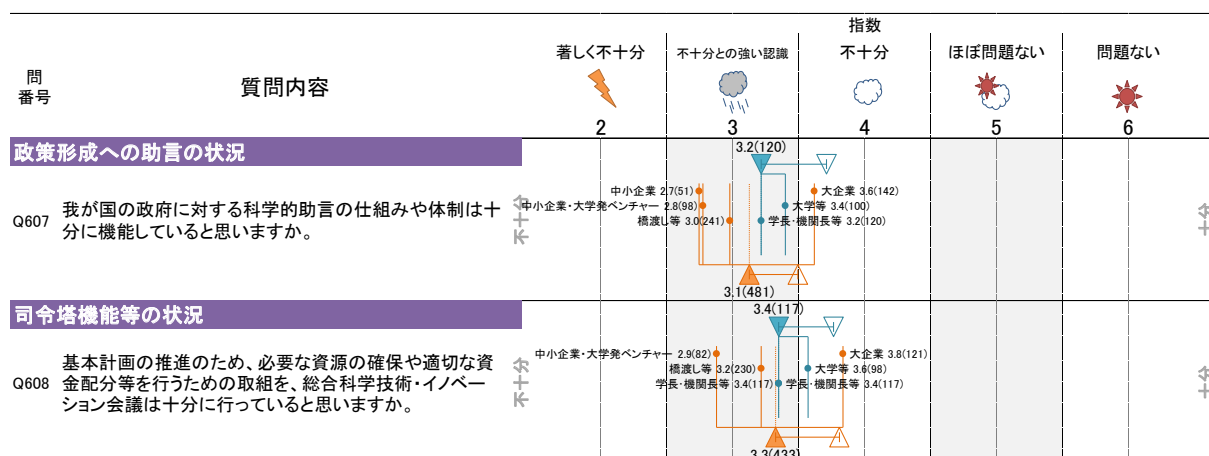 指数
著しく不十分
不十分との強い認識
不十分
ほぼ問題ない
問題ない
問
番号
質問内容
2
3
4
5
6
政策形成への助言の状況
3.2(120)
Q607
我が国の政府に対する科学的助言の仕組みや体制は十
分に機能していると思いますか。
不十分
中小企業 2.7(51)
中小企業・大学発ベンチャー 2.8(98)
橋渡し等 3.0(241)
大企業 3.6(142)
大学等 3.4(100)
学長・機関長等 3.2(120)
十分
3.1(481)
司令塔機能等の状況
3.4(117)
Q608
基本計画の推進のため、必要な資源の確保や適切な資
金配分等を行うための取組を、総合科学技術・イノベー
ション会議は十分に行っていると思いますか。
不十分
中小企業・大学発ベンチャー 2.9(82)
橋渡し等 3.2(230)
学長・機関長等 3.4(117)
大企業 3.8(121)
大学等 3.6(98)
学長・機関長等 3.4(117)
十分
3.3(433)